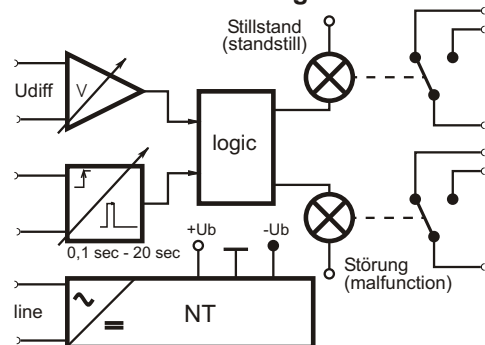 Stillstand
(standstill)
Udiff
V
logic
0,1 sec - 20 sec
+Ub
-Ub
Störung
(malfunction)
line
NT